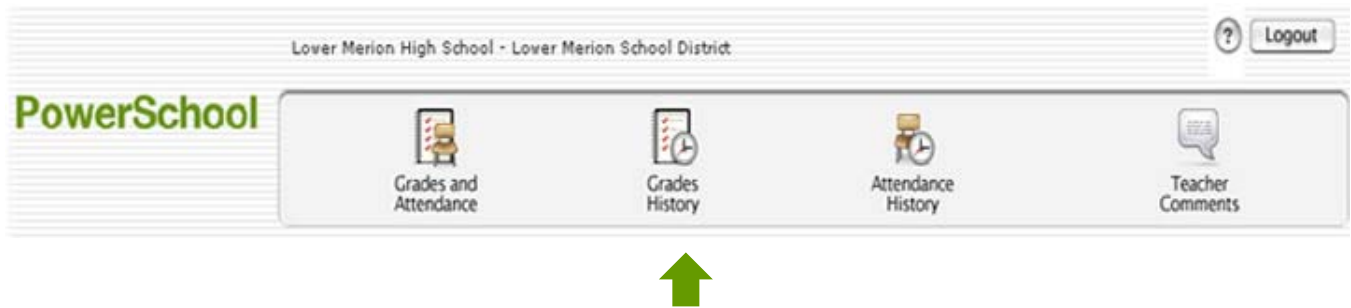 Lower Merion High School - Lower Merion School District
?
Logout
PowerSchool
Grades and
Attendance
Grades
History
Attendance
History
Teacher
Comments